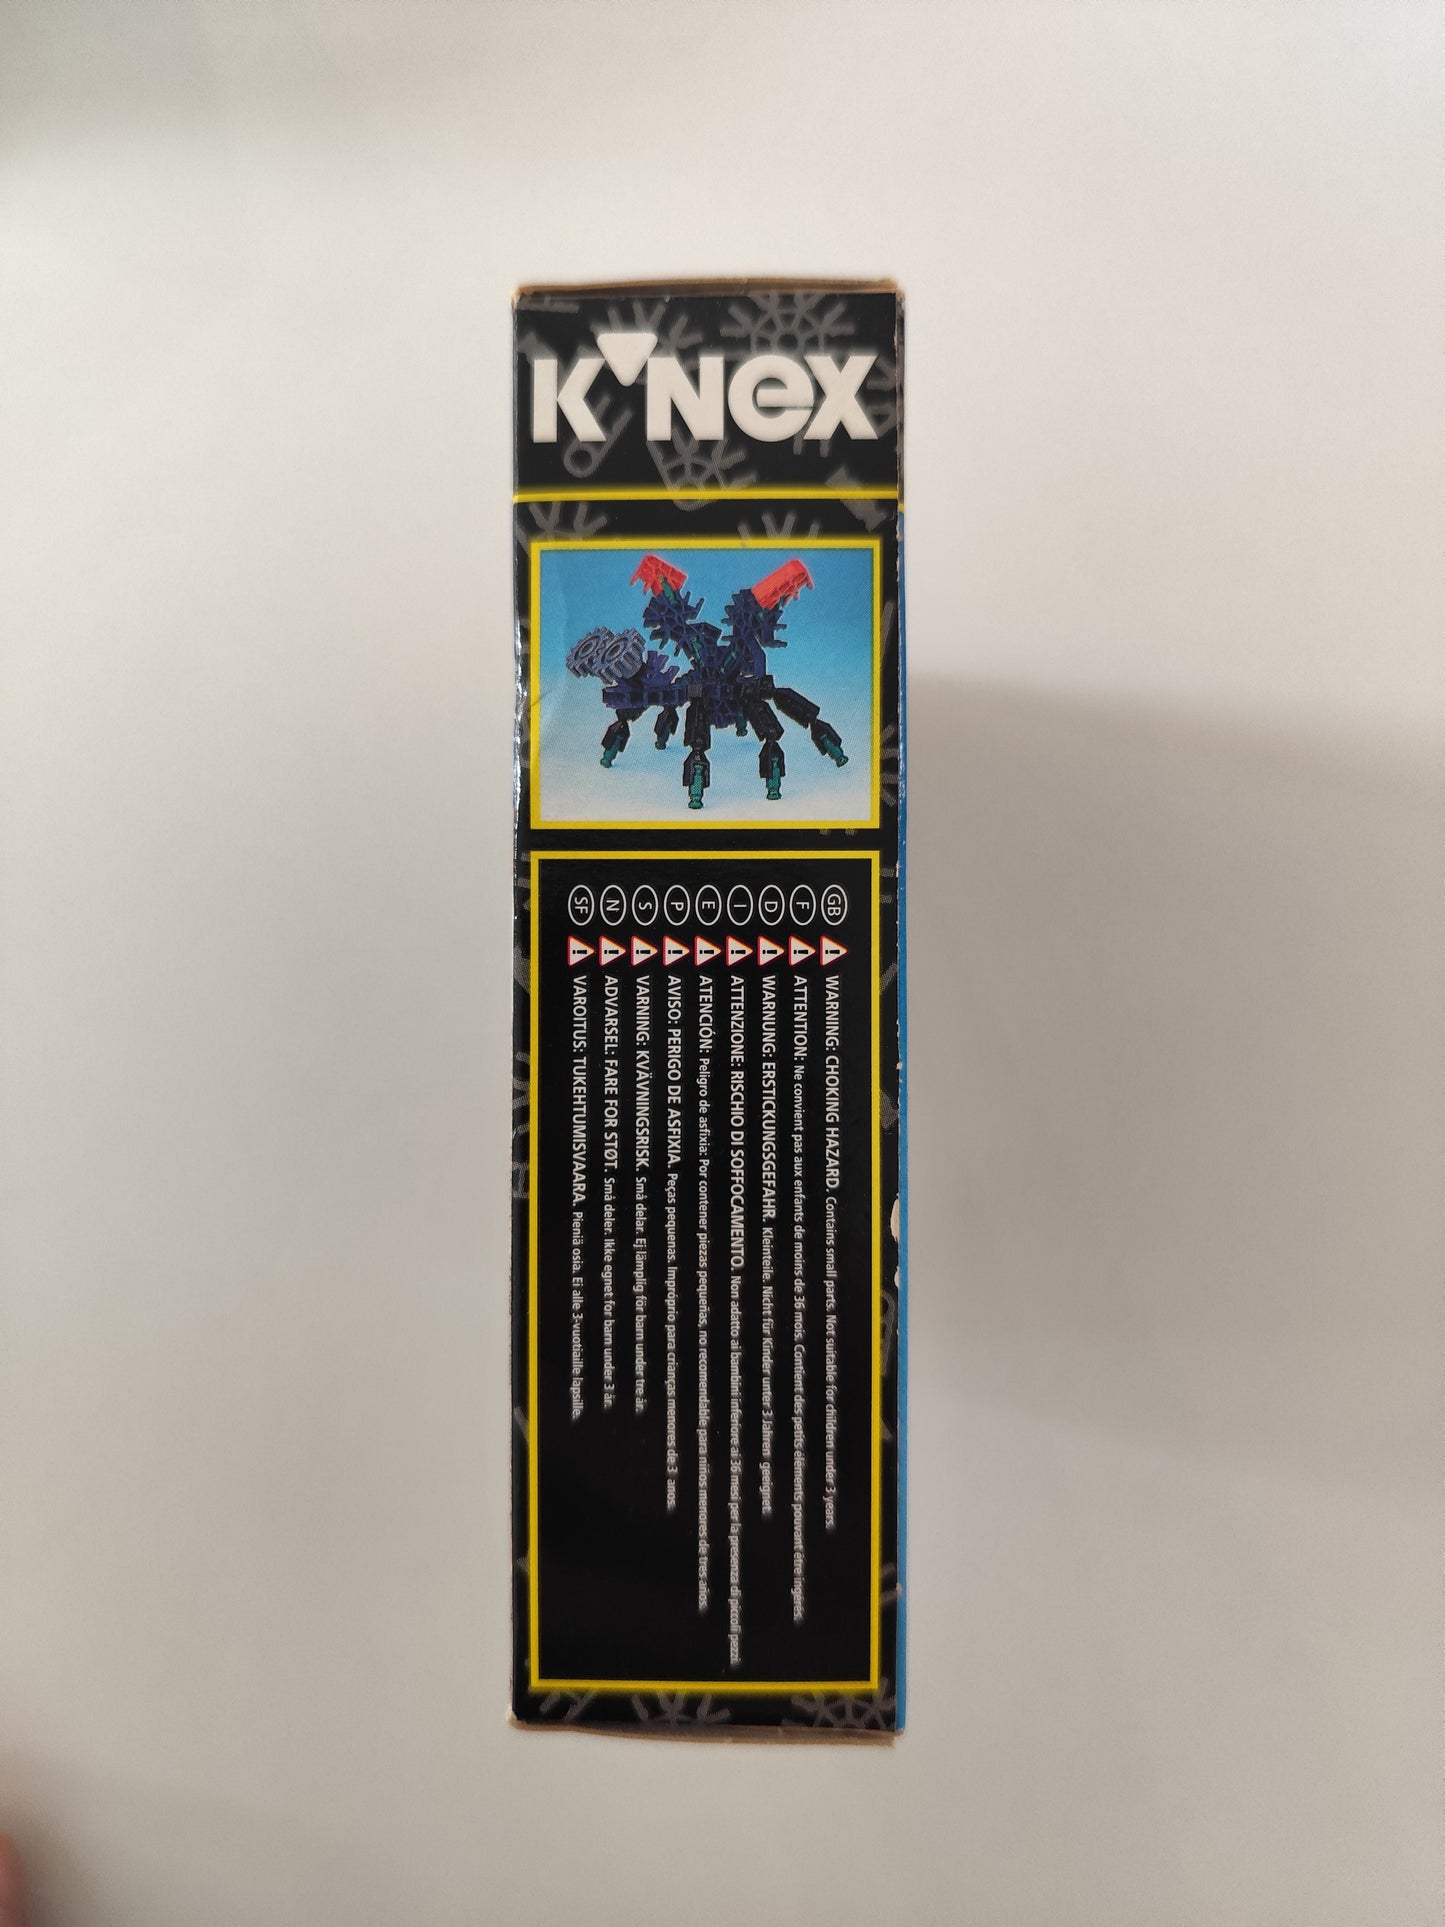 K'NEX
GB WARNING: CHOKING HAZARD. Contains small parts. Not suitable for children under 3 years.
F ATTENTION: Ne convient pas aux enfants de moins de 36 mois. Contient des petits éléments pouvant être ingérés.
D WARNUNG: ERSTICKUNGSGEFAHR. Kleinteile. Nicht für Kinder unter 3 Jahren geeignet.
I ATTENZIONE: RISCHIO DI SOFFOCAMENTO. Non adatto ai bambini inferiore ai 36 mesi per la presenza di piccoli pezzi.
E ATENCIÓN: Peligro de asfixia: Por contener piezas pequeñas, no recomendable para niños menores de tres años.
P AVISO: PERIGO DE ASFIXIA. Peças pequenas. Impróprio para crianças menores de 3 anos.
S VARNING: KVÄVNINGSRISK. Små delar. Ej lämplig för barn under tre år.
N ADVARSEL: FARE FOR STØT. Små deler. Ikke egnet for barn under 3 år.
SF VAROITUS: TUKEHTUMISVAARA. Pieniä osia. Ei alle 3-vuotiaille lapsille.